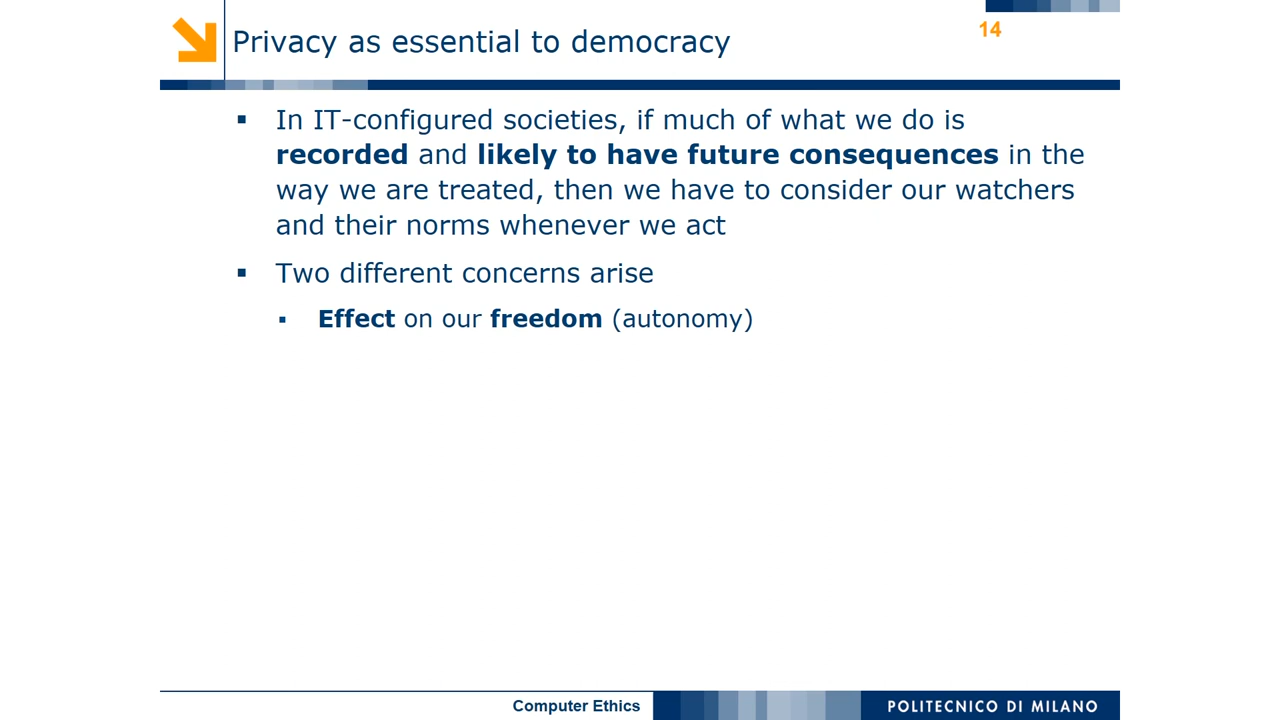 Privacy as essential to democracy
14
▪ In IT-configured societies, if much of what we do is
recorded and likely to have future consequences in the
way we are treated, then we have to consider our watchers
and their norms whenever we act
▪ Two different concerns arise
▪ Effect on our freedom (autonomy)
Computer Ethics
POLITECNICO DI MILANO